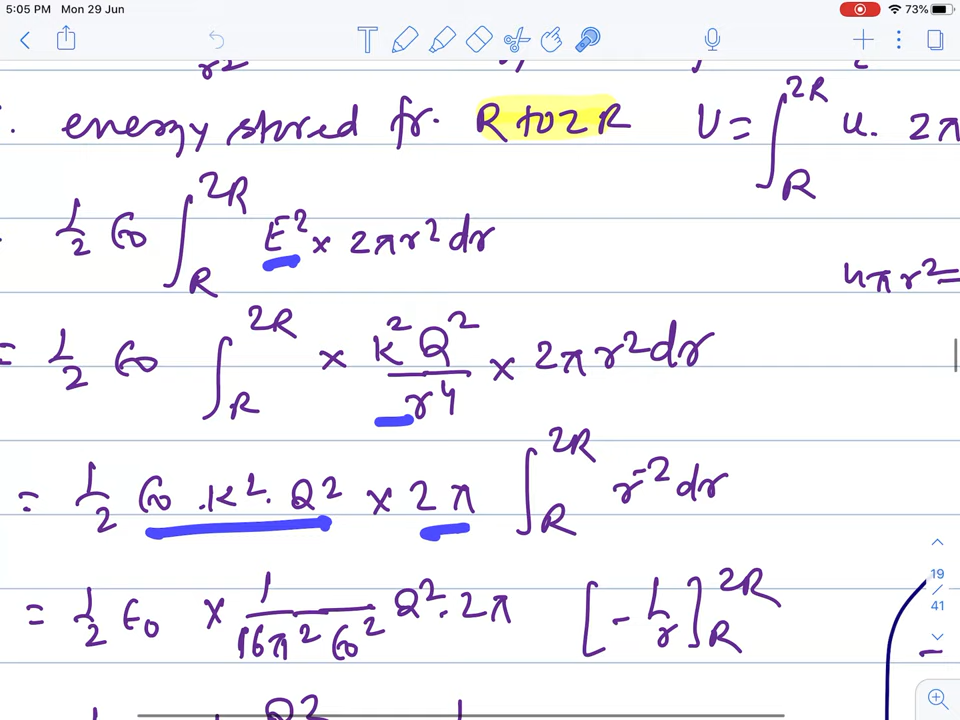 5:05 PM Mon 29 Jun 73%
T
r2
energy stored fr. R to 2R U = ∫_R^{2R} u. 2π
1/2 ϵ0 ∫_R^{2R} E² × 2πr² dr
4πr² =
= 1/2 ϵ0 ∫_R^{2R} × K²Q²/r⁴ × 2πr² dr
= 1/2 ϵ0 .K². Q² × 2π ∫_R^{2R} r⁻² dr
= 1/2 ϵ0 × 1/(16π² ϵ0²) Q². 2π [-1/r]_R^{2R}
19
/
41
Q2